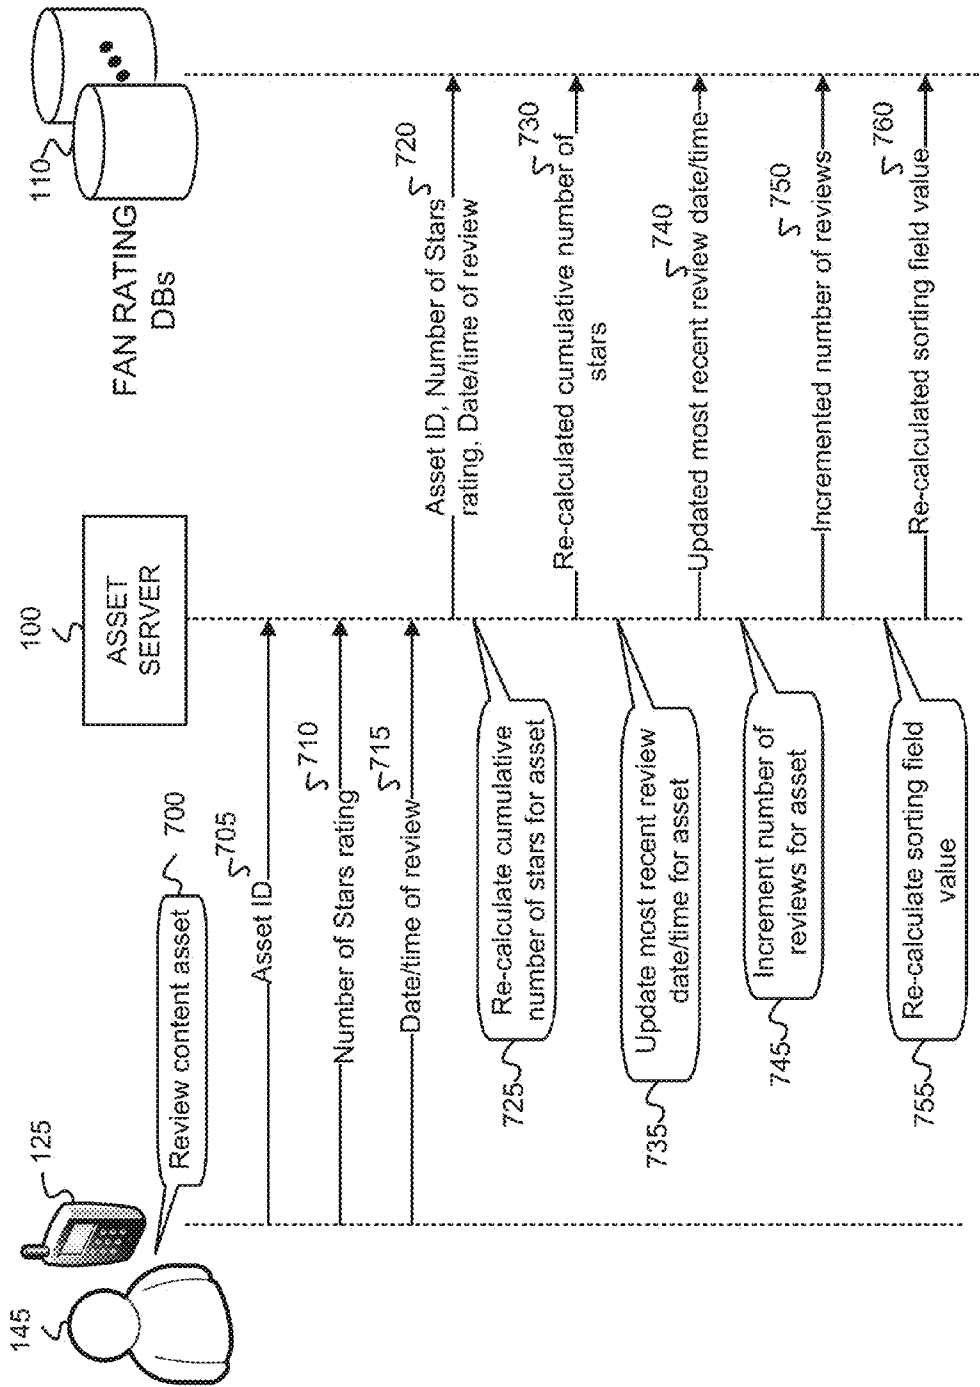 145
125
Review content asset
700
100
ASSET
SERVER
110
FAN RATING
DBs
705
Asset ID
710
Number of Stars rating
715
Date/time of review
720
Asset ID, Number of Stars
rating, Date/time of review
725
Re-calculate cumulative
number of stars for asset
730
Re-calculated cumulative number of
stars
735
Update most recent review
date/time for asset
740
Updated most recent review date/time
745
Increment number of
reviews for asset
750
Incremented number of reviews
755
Re-calculate sorting field
value
760
Re-calculated sorting field value